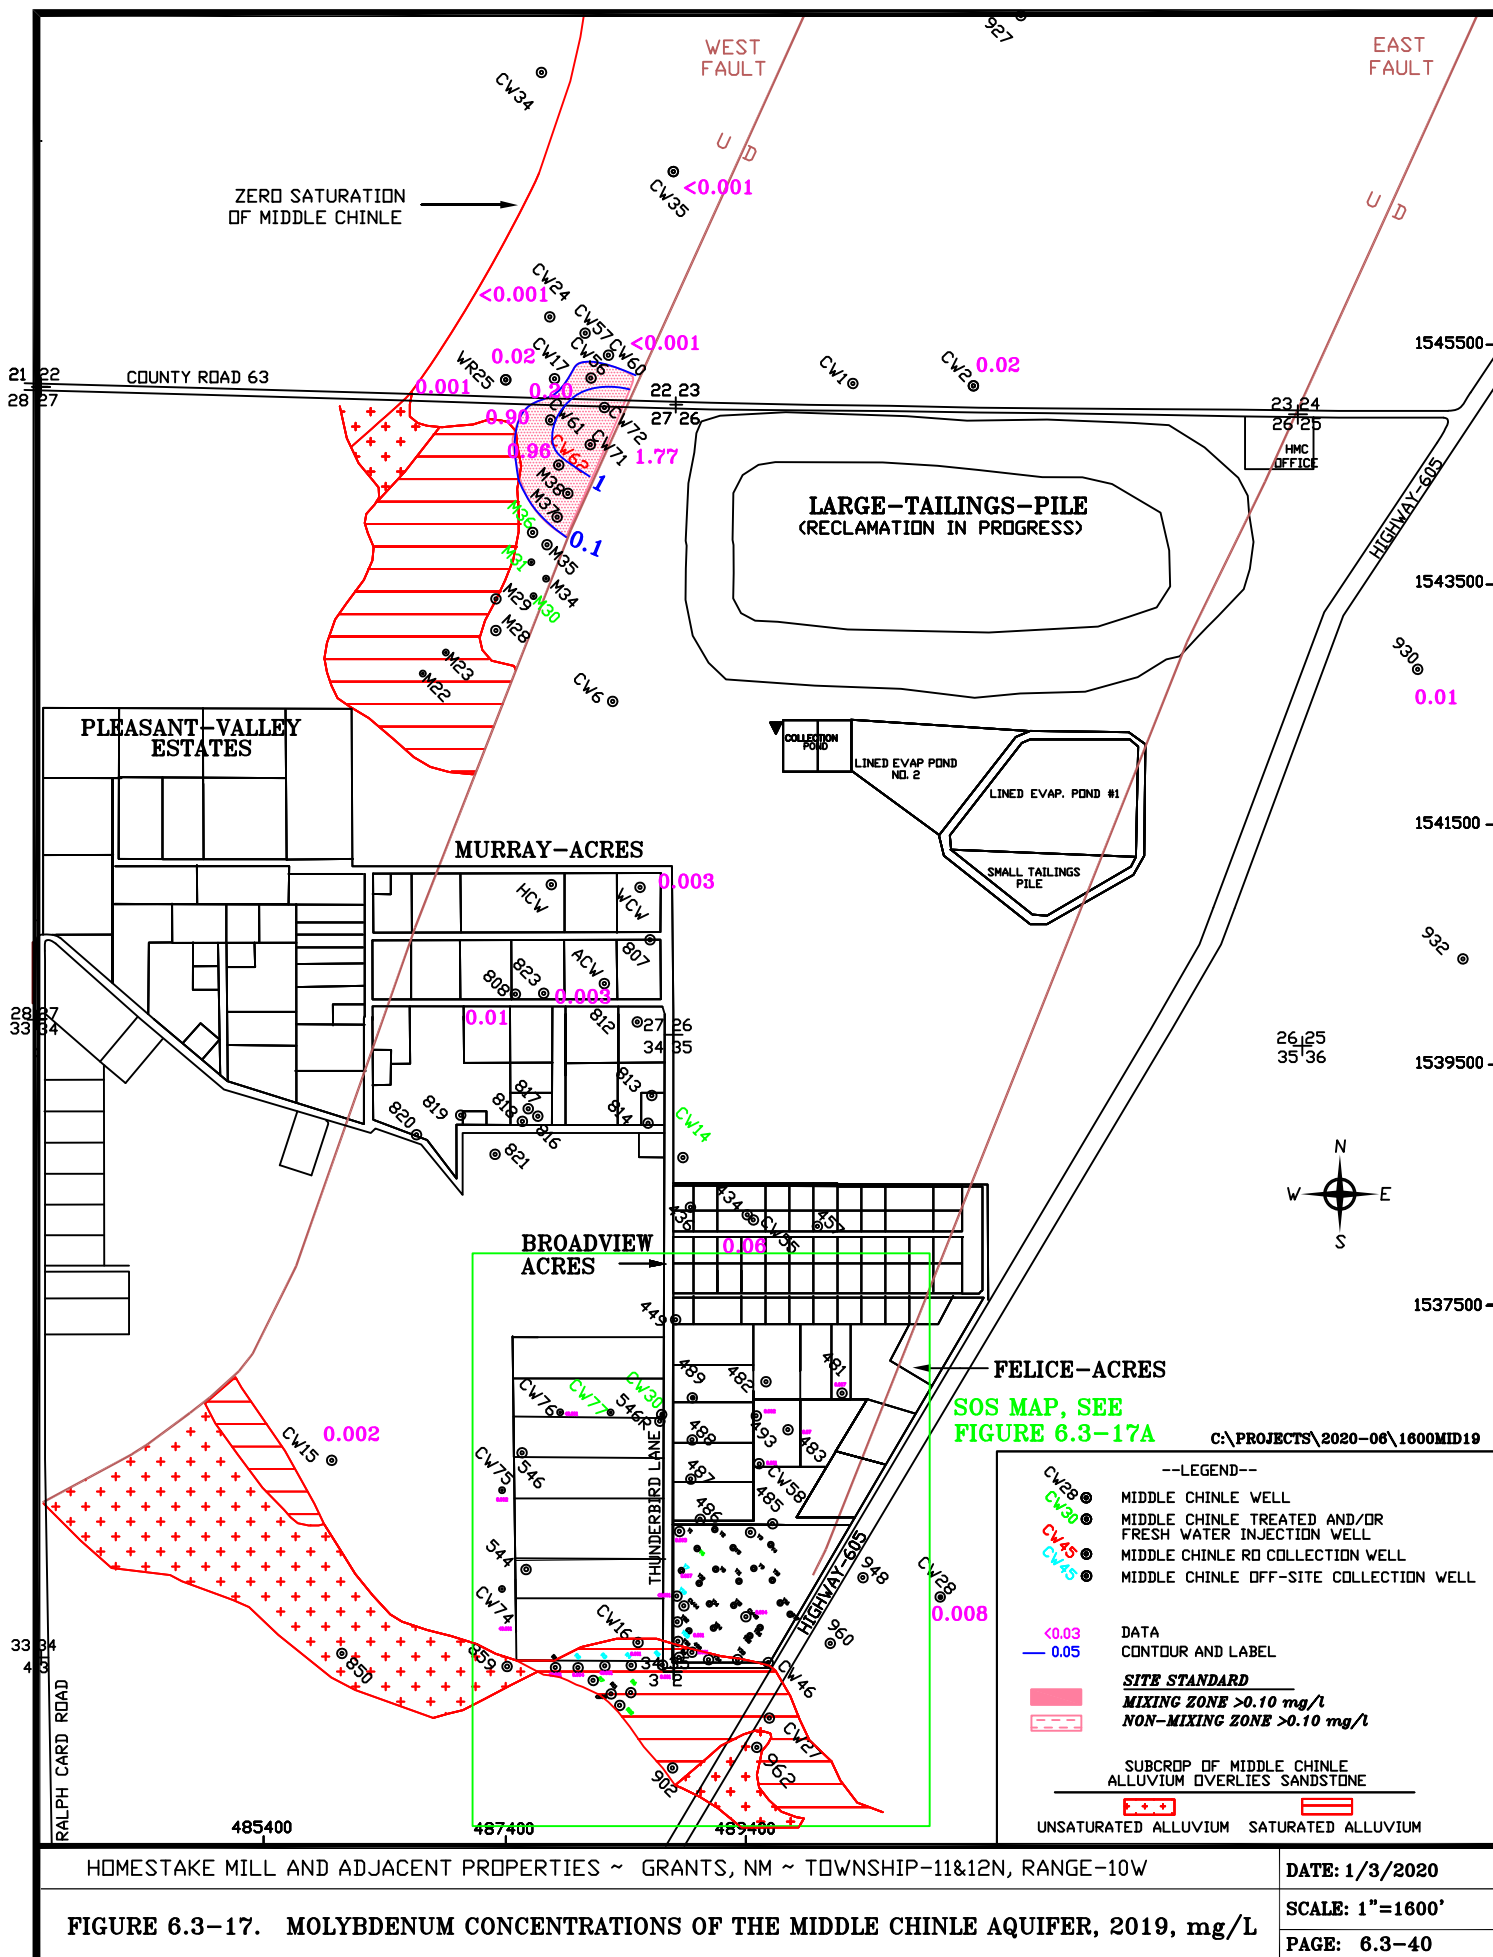 927
WEST
FAULT
EAST
FAULT
CW34
U D
ZERO SATURATION
OF MIDDLE CHINLE
CW35
<0.001
U D
CW24
<0.001
CW57
CW60
<0.001
CW56
CW17
0.02
WR25
0.001
0.20
CW1
CW2
0.02
1545500
21 22
28 27
COUNTY ROAD 63
22 23
27 26
23 24
26 25
HMC
OFFICE
0.90
CW61
CW72
CW71
1.77
0.96
CW62
M38
1
M37
0.1
M36
M35
M31
M34
M30
M29
M28
M23
M22
CW6
LARGE-TAILINGS-PILE
(RECLAMATION IN PROGRESS)
HIGHWAY-605
1543500
930
0.01
PLEASANT-VALLEY
ESTATES
COLLECTION
POND
LINED EVAP POND
NO. 2
LINED EVAP. POND #1
SMALL TAILINGS
PILE
1541500
MURRAY-ACRES
HCW
WCW
0.003
807
ACW
823
808
0.003
0.01
812
932
28 27
33 34
27 26
34 35
26 25
35 36
1539500
813
814
817
818
816
819
820
821
CW14
N
W E
S
436
434
CW55
457
0.06
BROADVIEW
ACRES
1537500
449
FELICE-ACRES
SOS MAP, SEE
FIGURE 6.3-17A
489
482
481
CW76
CW77
CW30
546R
488
493
483
CW15
0.002
CW75
546
487
CW58
486
485
THUNDERBIRD LANE
544
CW74
CW16
HIGHWAY-605
948
CW28
0.008
960
33 34
4 3
850
859
34 35
3 2
CW46
CW27
962
902
RALPH CARD ROAD
485400
487400
489400
C:\PROJECTS\2020-06\1600MID19
--LEGEND--
CW28 MIDDLE CHINLE WELL
CW30 MIDDLE CHINLE TREATED AND/OR
FRESH WATER INJECTION WELL
CW45 MIDDLE CHINLE RO COLLECTION WELL
CW45 MIDDLE CHINLE OFF-SITE COLLECTION WELL
<0.03 DATA
0.05 CONTOUR AND LABEL
SITE STANDARD
MIXING ZONE >0.10 mg/l
NON-MIXING ZONE >0.10 mg/l
SUBCROP OF MIDDLE CHINLE
ALLUVIUM OVERLIES SANDSTONE
UNSATURATED ALLUVIUM SATURATED ALLUVIUM
HOMESTAKE MILL AND ADJACENT PROPERTIES ~ GRANTS, NM ~ TOWNSHIP-11&12N, RANGE-10W
DATE: 1/3/2020
SCALE: 1"=1600'
FIGURE 6.3-17. MOLYBDENUM CONCENTRATIONS OF THE MIDDLE CHINLE AQUIFER, 2019, mg/L
PAGE: 6.3-40